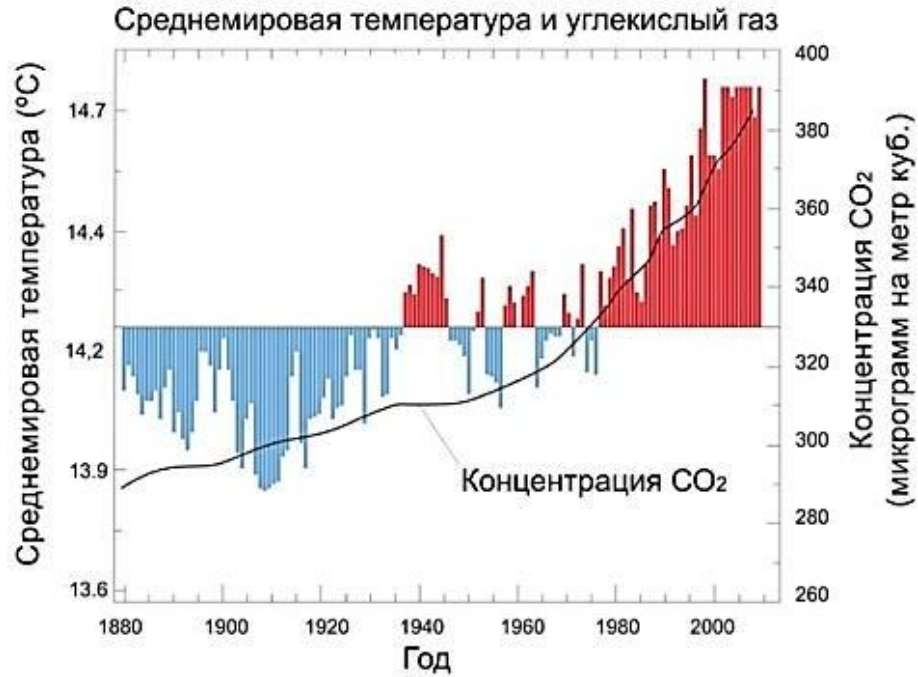 Среднемировая температура и углекислый газ
Среднемировая температура (ºC)
14.7
14.4
14.2
13.9
13.6
400
380
360
340
320
300
280
260
Концентрация CO2
(микрограмм на метр куб.)
Концентрация CO2
1880 1900 1920 1940 1960 1980 2000
Год